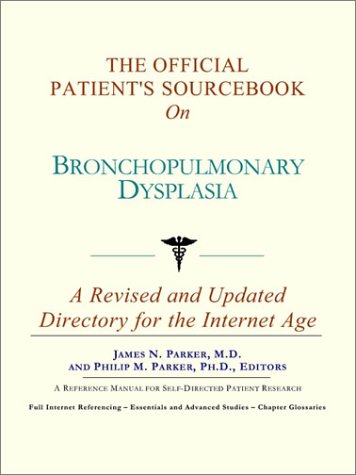 THE OFFICIAL
PATIENT'S SOURCEBOOK
On
BRONCHOPULMONARY
DYSPLASIA
A Revised and Updated
Directory for the Internet Age
JAMES N. PARKER, M.D.
AND PHILIP M. PARKER, PH.D., EDITORS
A REFERENCE MANUAL FOR SELF-DIRECTED PATIENT RESEARCH
Full Internet Referencing – Essentials and Advanced Studies – Chapter Glossaries